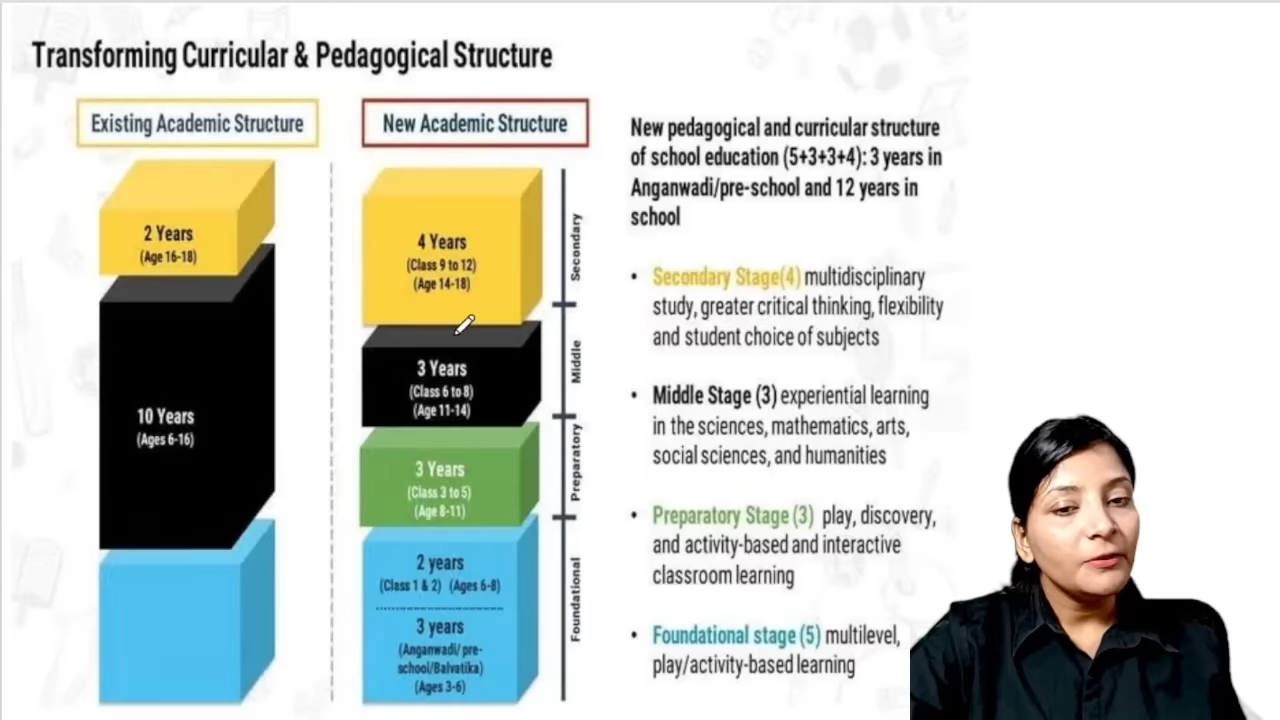 Transforming Curricular & Pedagogical Structure
Existing Academic Structure
2 Years
(Age 16-18)
10 Years
(Ages 6-16)
New Academic Structure
4 Years
(Class 9 to 12)
(Age 14-18)
Secondary
3 Years
(Class 6 to 8)
(Age 11-14)
Middle
3 Years
(Class 3 to 5)
(Age 8-11)
Preparatory
2 years
(Class 1 & 2) (Ages 6-8)
3 years
(Anganwadi/ pre-
school/Balvatika)
(Ages 3-6)
Foundational
New pedagogical and curricular structure
of school education (5+3+3+4): 3 years in
Anganwadi/pre-school and 12 years in
school
• Secondary Stage(4) multidisciplinary
study, greater critical thinking, flexibility
and student choice of subjects
• Middle Stage (3) experiential learning
in the sciences, mathematics, arts,
social sciences, and humanities
• Preparatory Stage (3) play, discovery,
and activity-based and interactive
classroom learning
• Foundational stage (5) multilevel,
play/activity-based learning